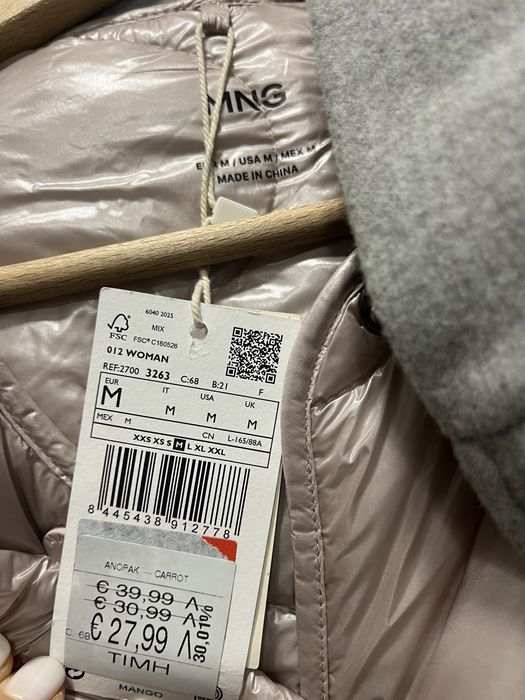 MNG
EUR M / USA M / MEX M
MADE IN CHINA
6040 2025
MIX
FSC
FSC® C160526
012 WOMAN
REF:2700 3263 C:68 B:21 F
EUR M
IT M
USA M
UK M
MEX M
CN L-165/88A
XXS XS S M L XL XXL
8 445438 912778
ΑΝΟΡΑΚ — CARROT
€ 39,99 Λ
€ 30,99 Λ
C. 68
€ 27,99 Λ
30,01%
ΤΙΜΗ
MANGO